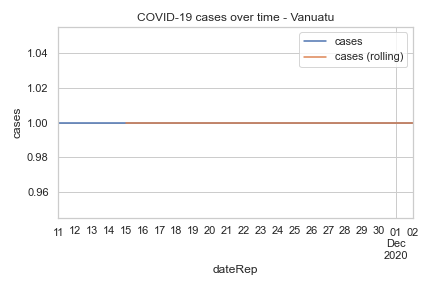 COVID-19 cases over time - Vanuatu
cases
cases (rolling)
1.04
1.02
1.00
0.98
0.96
cases
11 12 13 14 15 16 17 18 19 20 21 22 23 24 25 26 27 28 29 30 01 02
Dec
2020
dateRep